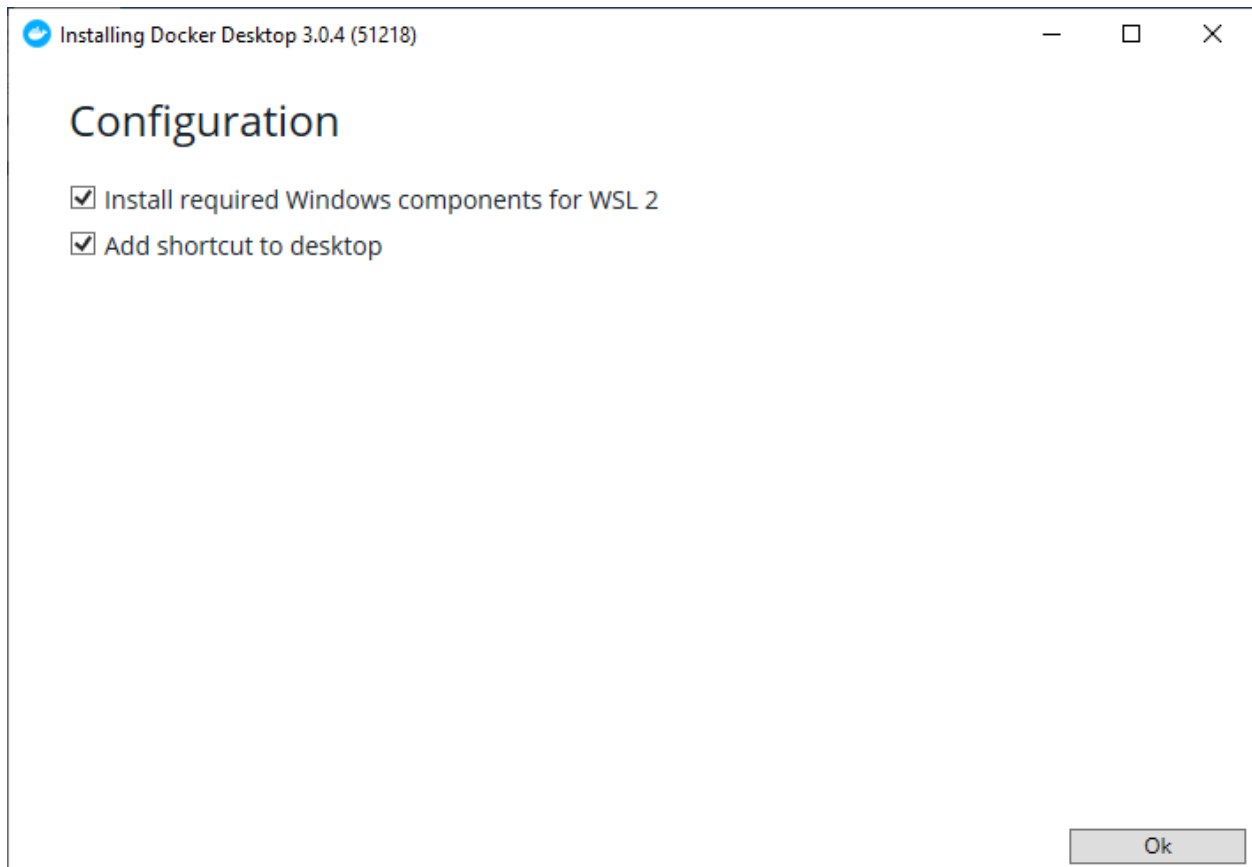 Installing Docker Desktop 3.0.4 (51218)
Configuration
Install required Windows components for WSL 2
Add shortcut to desktop
Ok